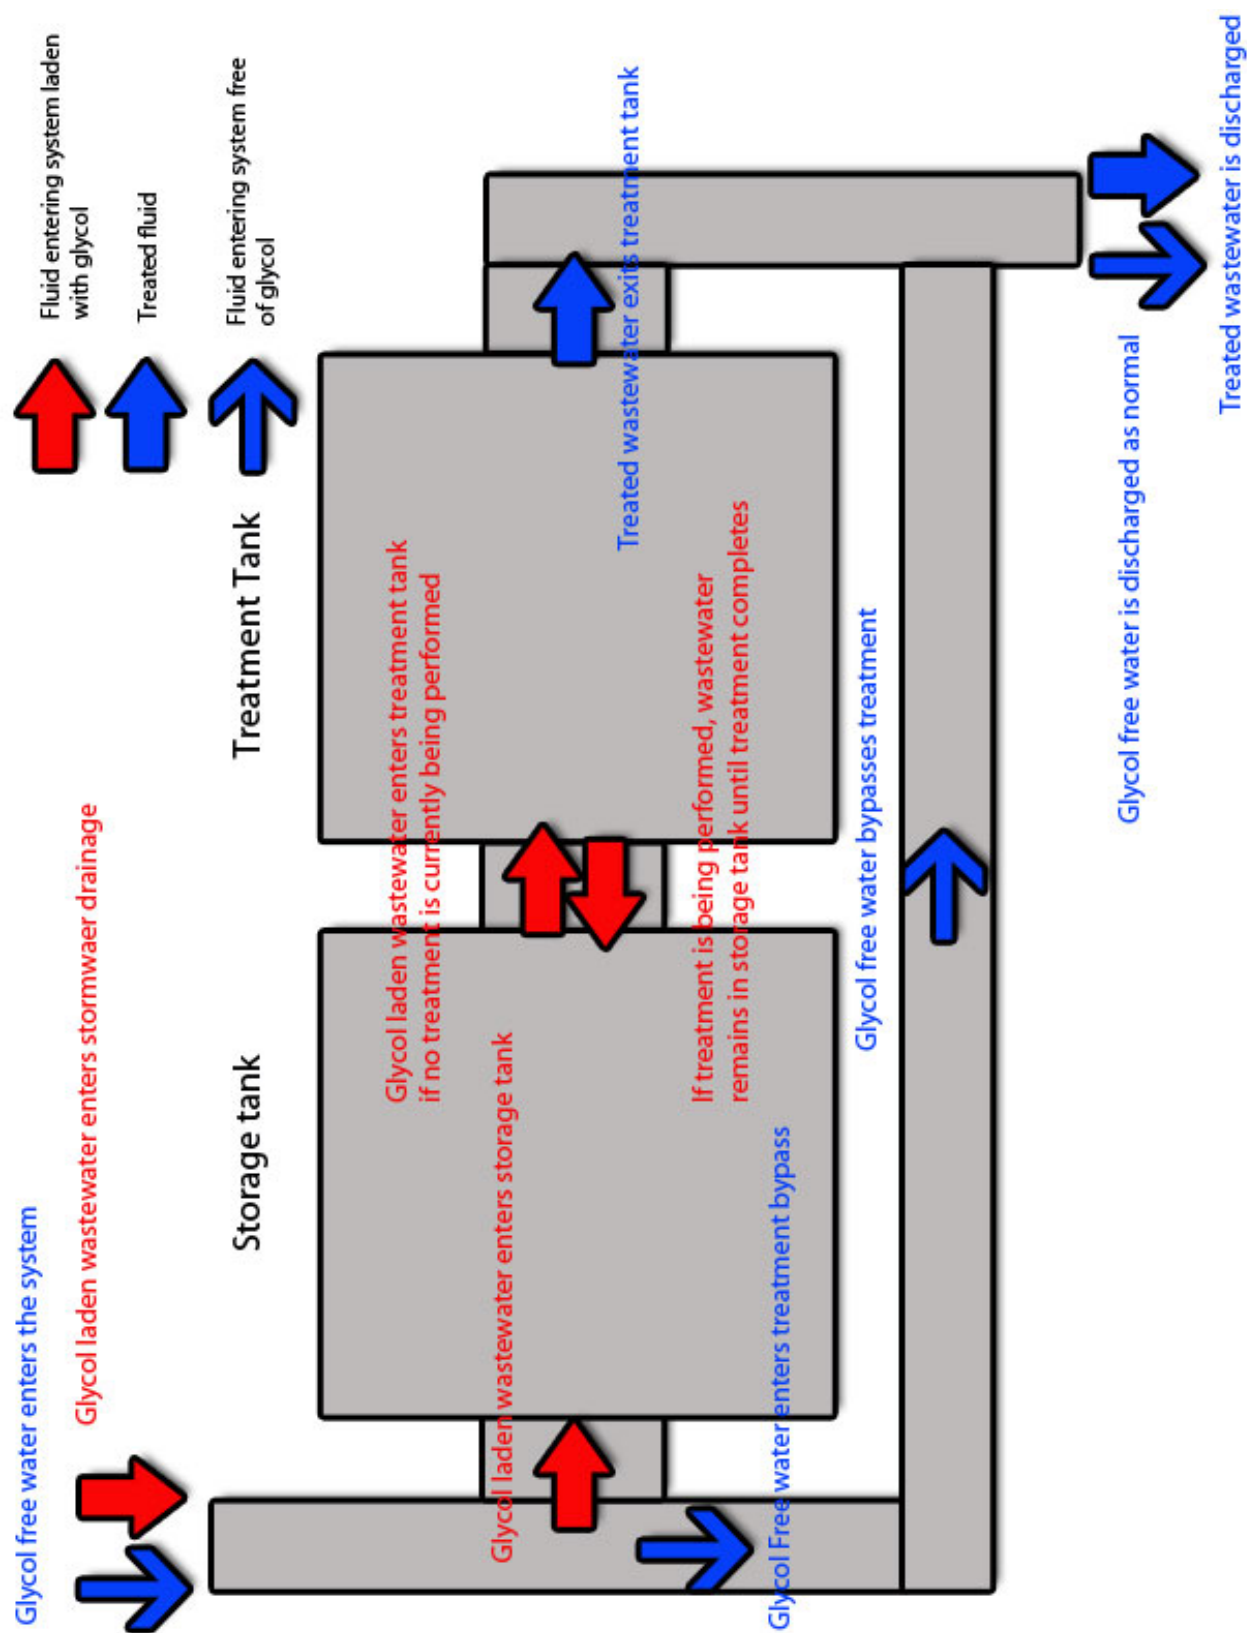 Glycol free water enters the system
Glycol laden wastewater enters stormwaer drainage
Fluid entering system laden
with glycol
Treated fluid
Fluid entering system free
of glycol
Storage tank
Treatment Tank
Glycol laden wastewater enters treatment tank
if no treatment is currently being performed
Glycol laden wastewater enters storage tank
Treated wastewater exits treatment tank
If treatment is being performed, wastewater
remains in storage tank until treatment completes
Glycol Free water enters treatment bypass
Glycol free water bypasses treatment
Glycol free water is discharged as normal
Treated wastewater is discharged